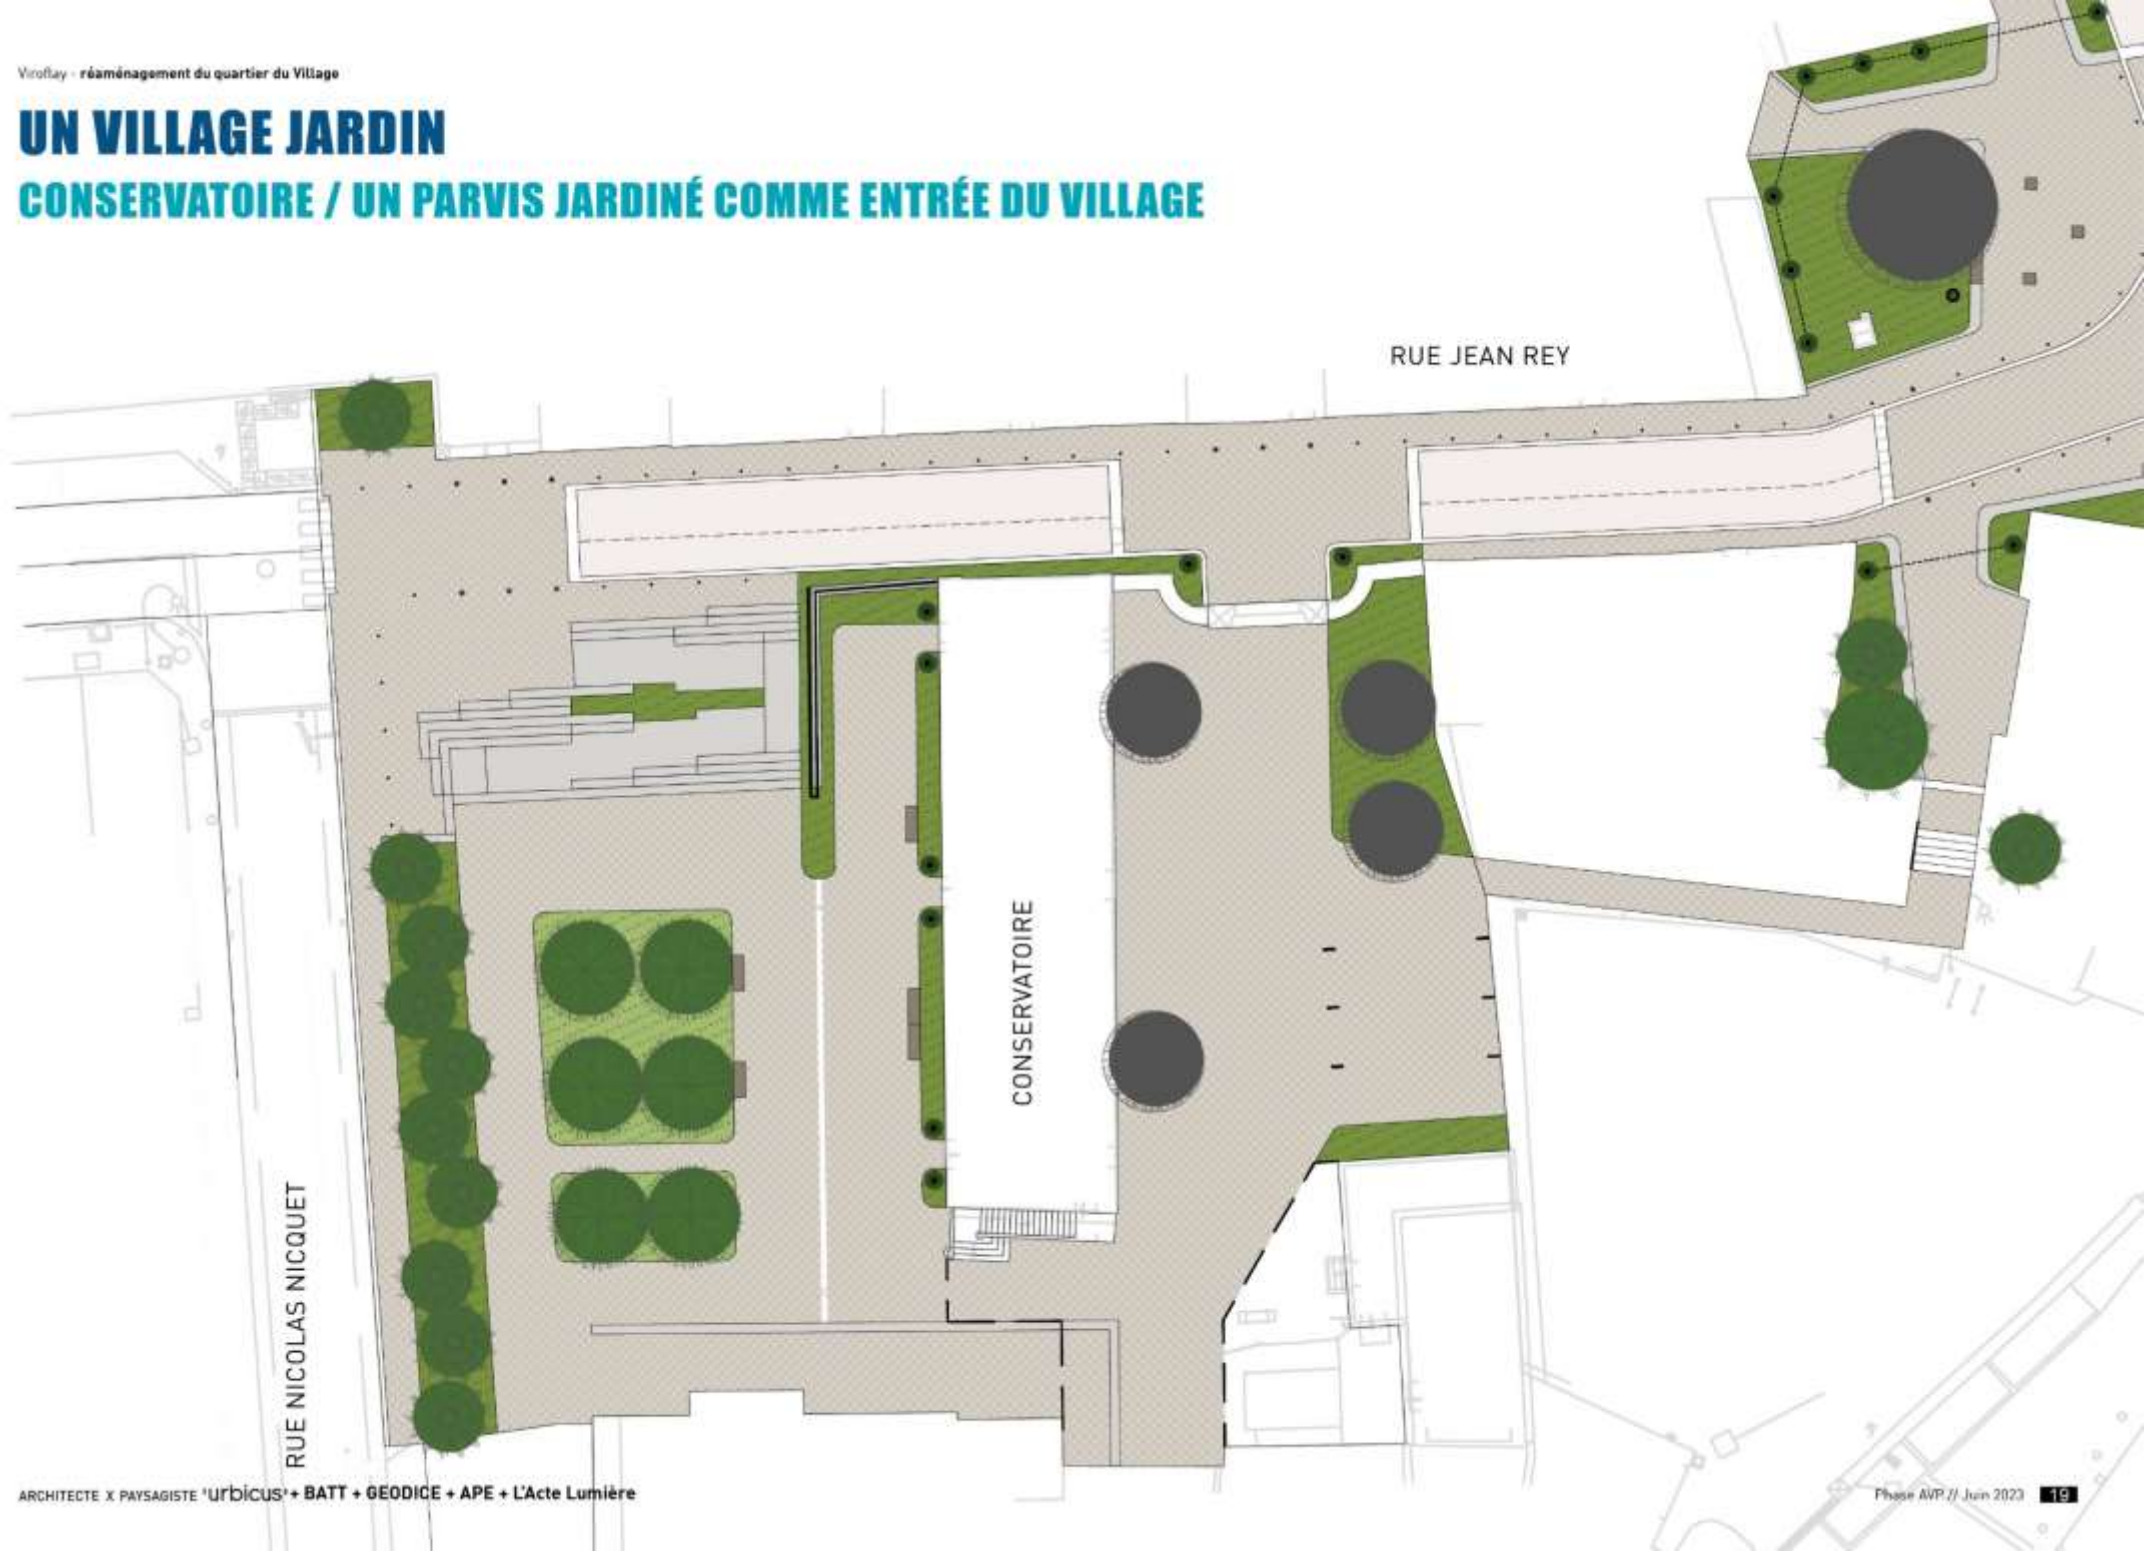 Viroflay - réaménagement du quartier du Village
UN VILLAGE JARDIN
CONSERVATOIRE / UN PARVIS JARDINÉ COMME ENTRÉE DU VILLAGE
RUE JEAN REY
CONSERVATOIRE
RUE NICOLAS NICQUET
ARCHITECTE X PAYSAGISTE 'urbicus'+ BATT + GEODICE + APE + L'Acte Lumière
Phase AVP // Juin 2023 19